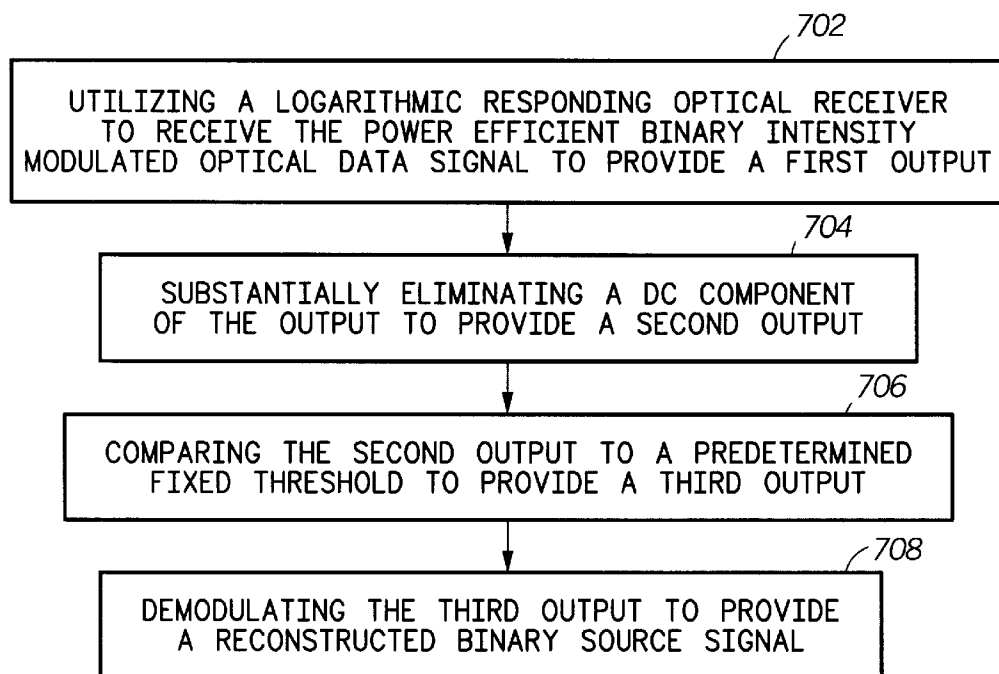 702
UTILIZING A LOGARITHMIC RESPONDING OPTICAL RECEIVER
TO RECEIVE THE POWER EFFICIENT BINARY INTENSITY
MODULATED OPTICAL DATA SIGNAL TO PROVIDE A FIRST OUTPUT
704
SUBSTANTIALLY ELIMINATING A DC COMPONENT
OF THE OUTPUT TO PROVIDE A SECOND OUTPUT
706
COMPARING THE SECOND OUTPUT TO A PREDETERMINED
FIXED THRESHOLD TO PROVIDE A THIRD OUTPUT
708
DEMODULATING THE THIRD OUTPUT TO PROVIDE
A RECONSTRUCTED BINARY SOURCE SIGNAL